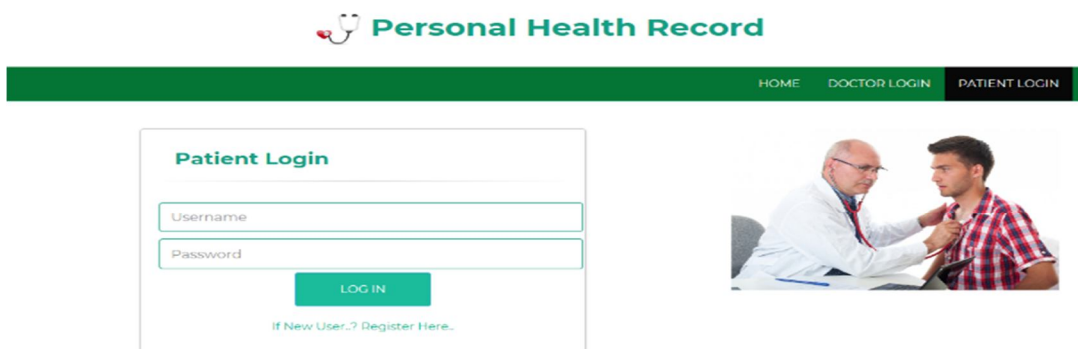 Personal Health Record
HOME DOCTOR LOGIN PATIENT LOGIN
Patient Login
Username
Password
LOG IN
If New User..? Register Here..